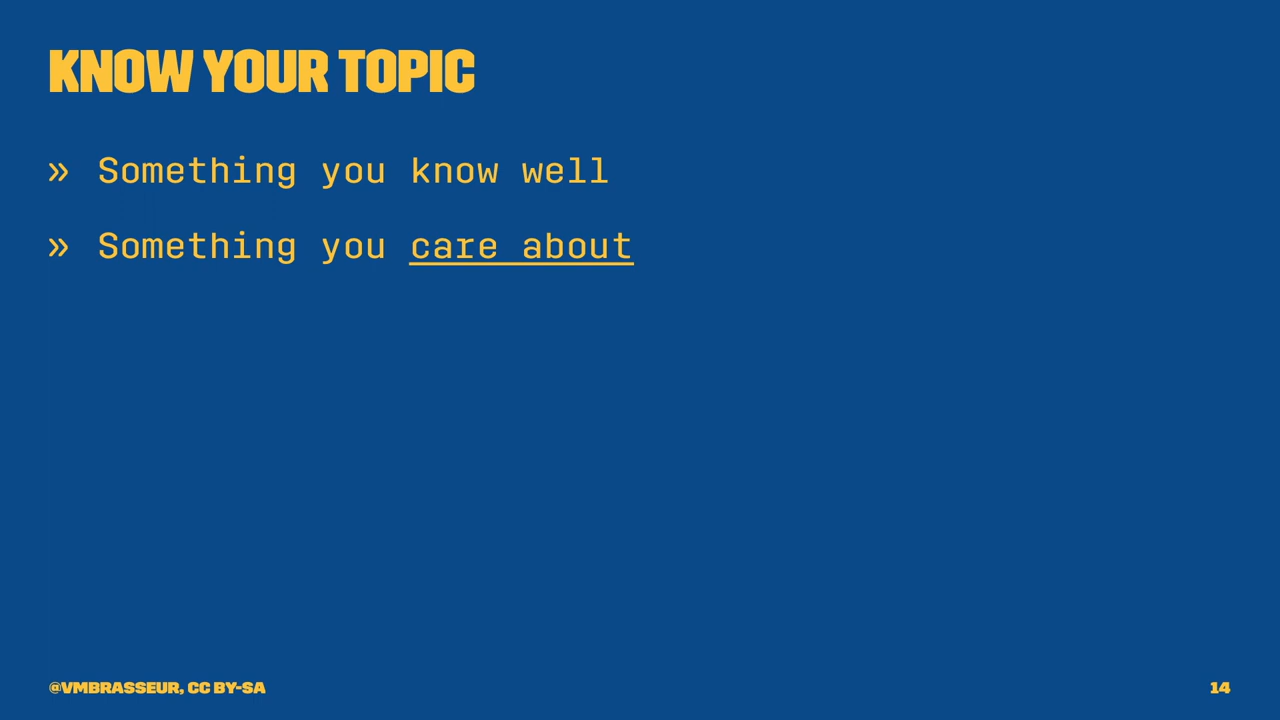 KNOW YOUR TOPIC
» Something you know well
» Something you care about
@VMBRASSEUR, CC BY-SA
14